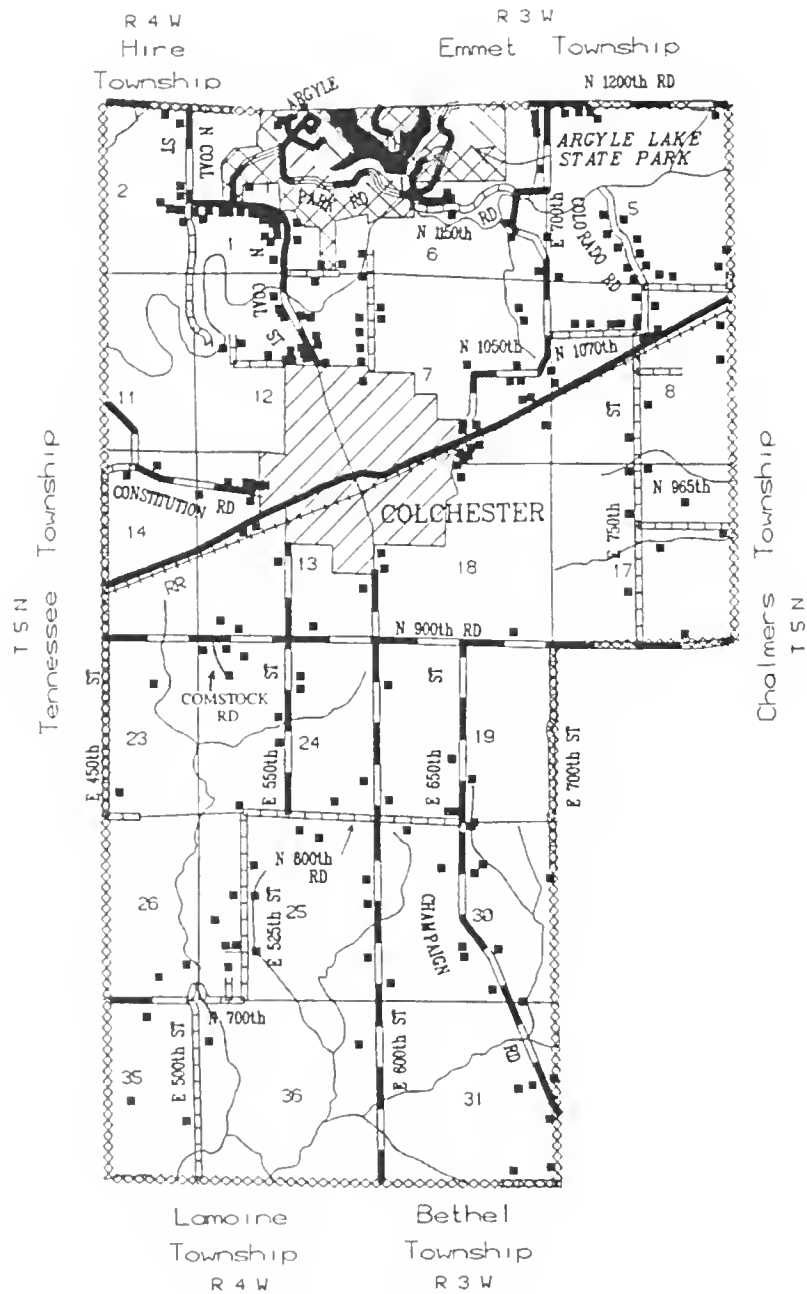 R 4 W
R 3 W
Hire
Township
Emmet Township
N 1200th RD
ARGYLE
ARGYLE LAKE
STATE PARK
N COAL
ST
2
1
PARK RD
RD
N 1150th
6
E 700th
COLO
RADO RD
5
1
N
COAL
ST
N 1050th
N 1070th
7
8
11
12
ST
CONSTITUTION RD
COLCHESTER
N 965th
14
13
18
E 750th
17
RR
T 5 N
Tennessee Township
Chalmers Township
T 5 N
N 900th RD
COMSTOCK
RD
E 450th ST
23
E 550th ST
24
E 650th ST
19
E 700th ST
N 800th
RD
26
25
E 525th ST
CHAMPAIGN
RD
30
N 700th
E 500th ST
E 600th ST
35
36
31
Lamoine
Township
R 4 W
Bethel
Township
R 3 W